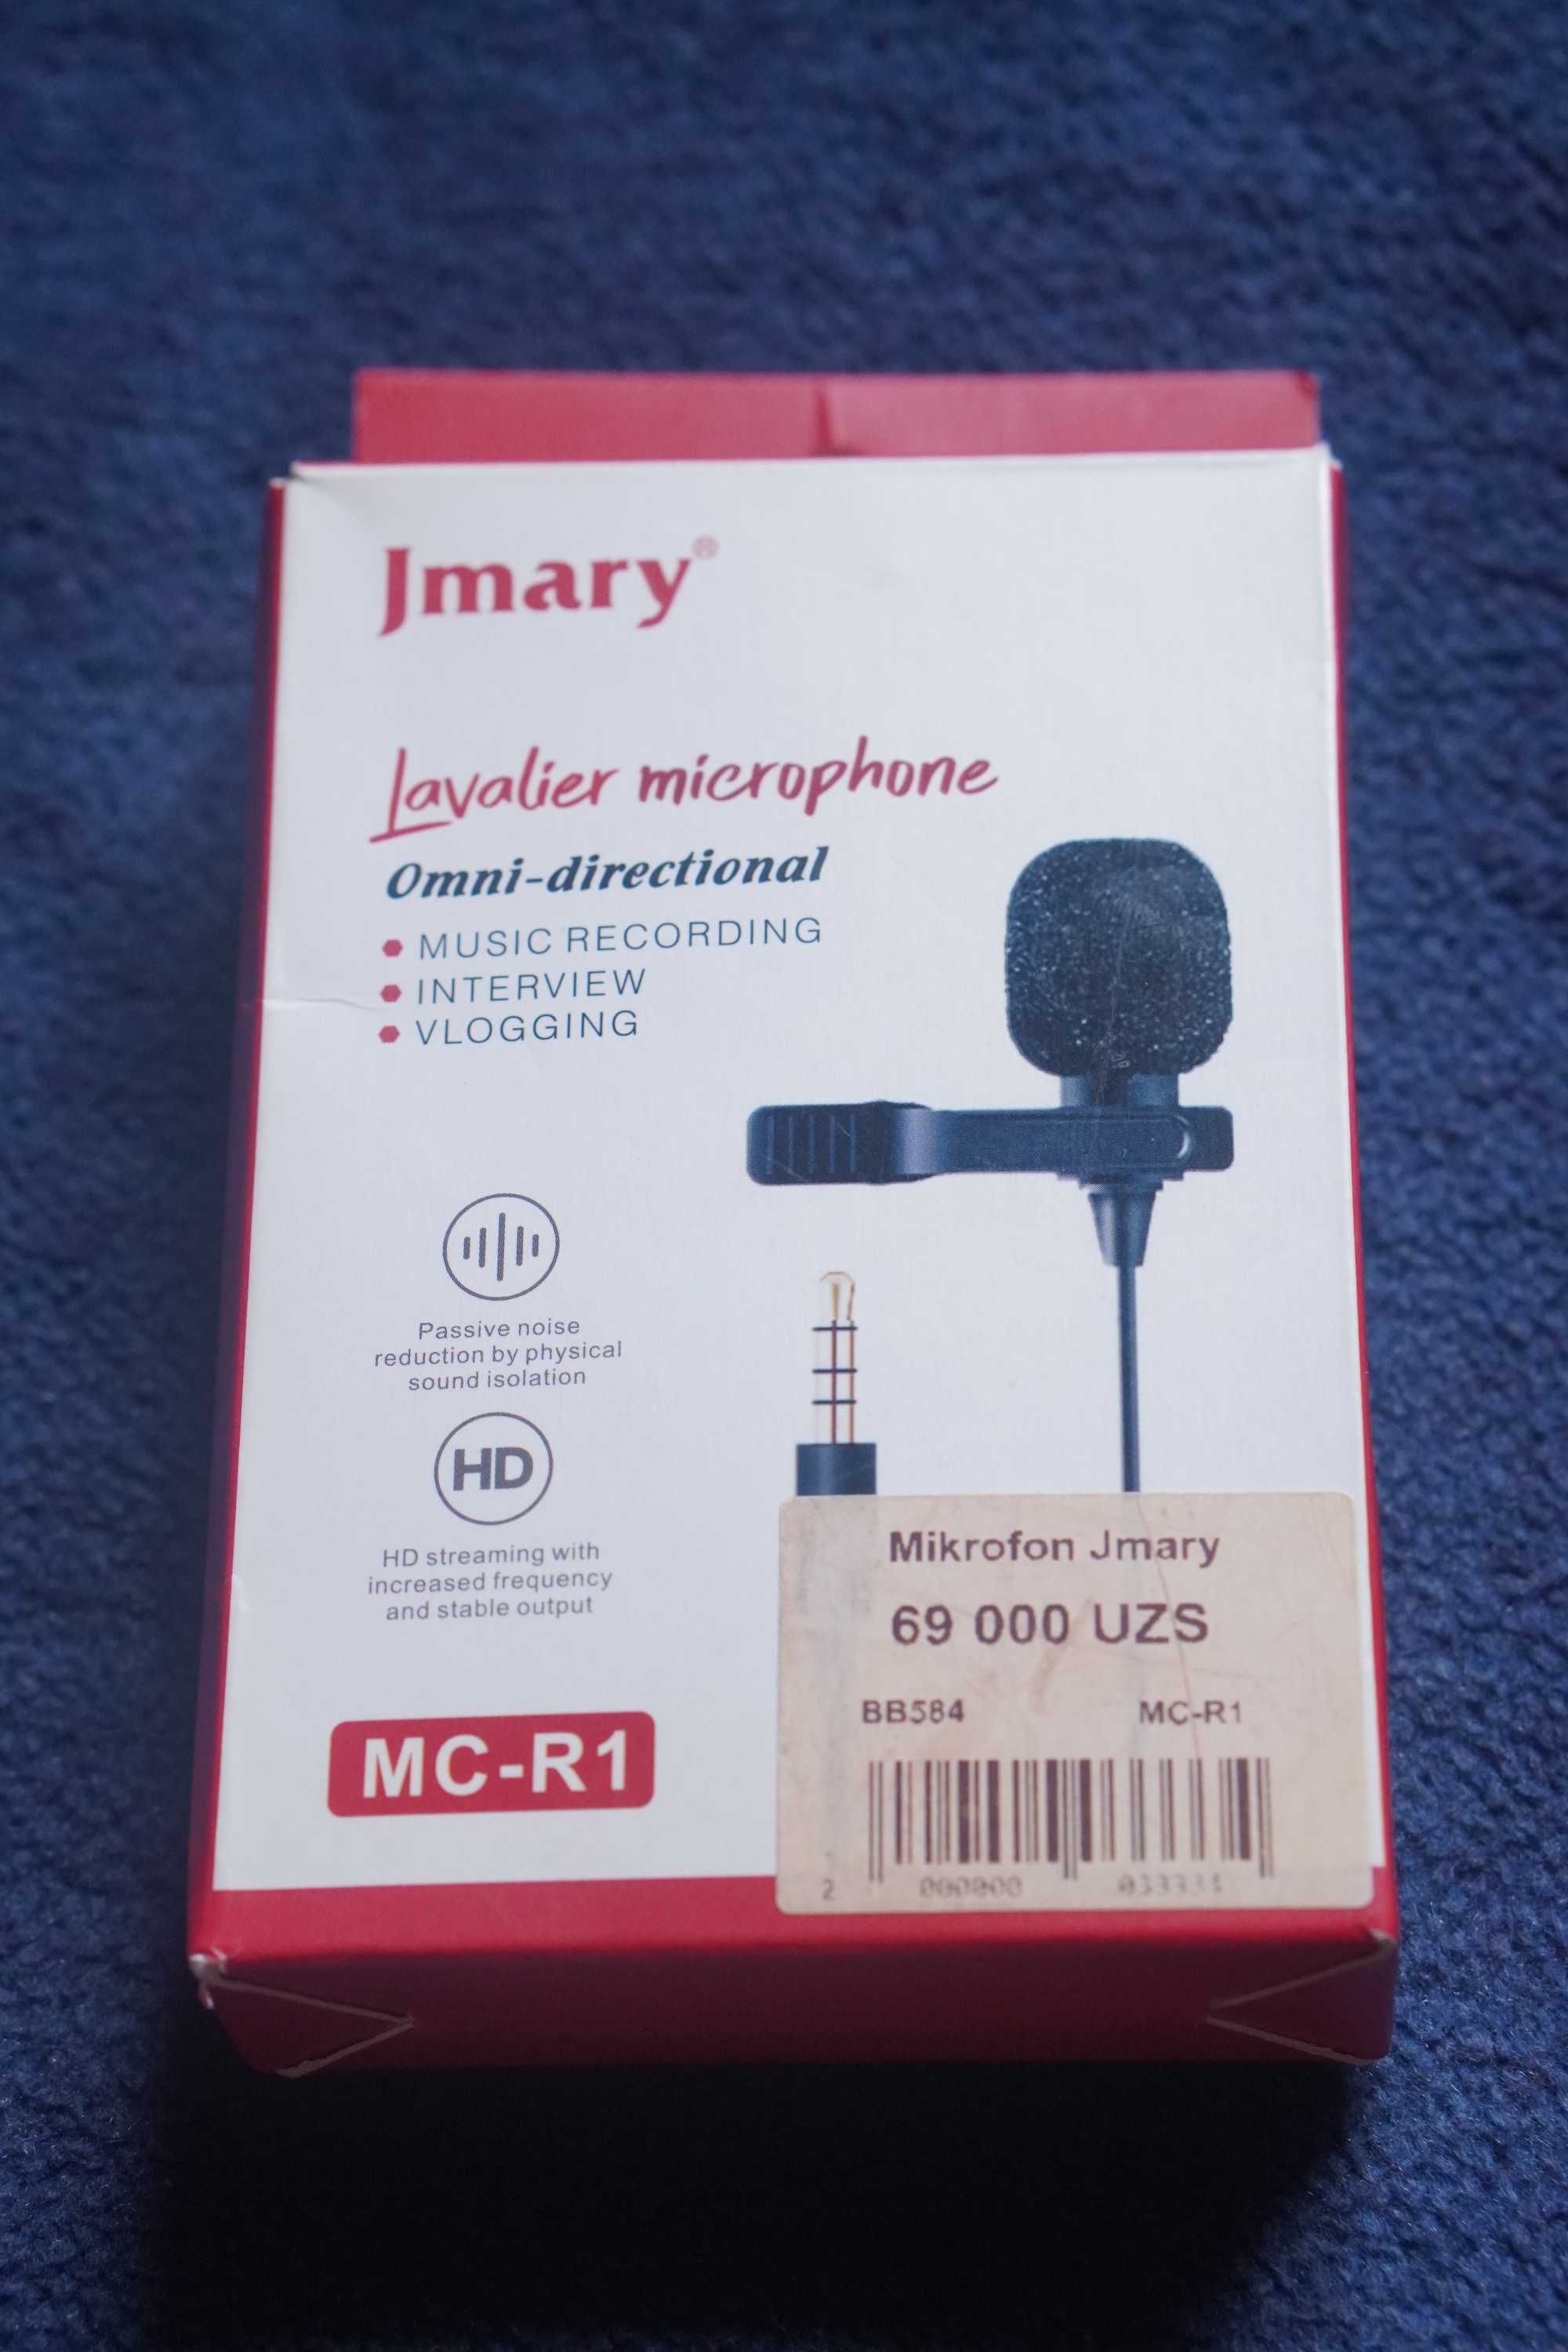 Jmary®
Lavalier microphone
Omni-directional
MUSIC RECORDING
INTERVIEW
VLOGGING
Passive noise
reduction by physical
sound isolation
HD
HD streaming with
increased frequency
and stable output
MC-R1
Mikrofon Jmary
69 000 UZS
BB584 MC-R1
2